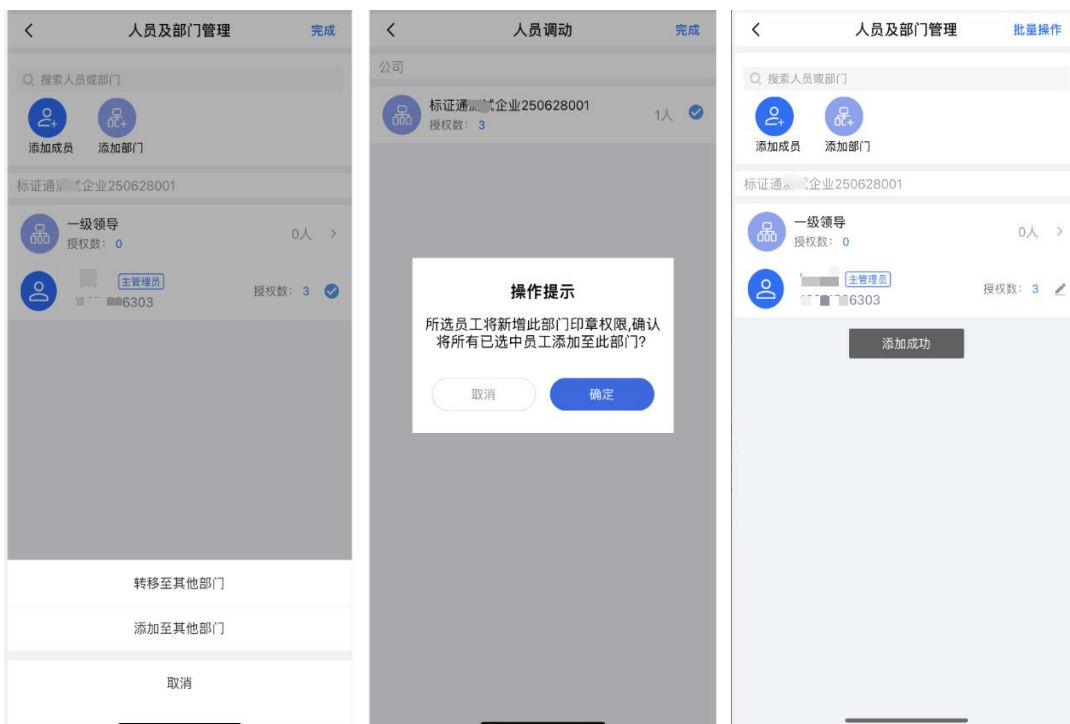 人员及部门管理
完成
搜索人员或部门
添加成员
添加部门
标证通 企业250628001
一级领导
授权数: 0
0人
主管理员
6303
授权数: 3
转移至其他部门
添加至其他部门
取消
人员调动
完成
公司
标证通 试企业250628001
授权数: 3
1人
操作提示
所选员工将新增此部门印章权限,确认
将所有已选中员工添加至此部门?
取消
确定
人员及部门管理
批量操作
搜索人员或部门
添加成员
添加部门
标证通 企业250628001
一级领导
授权数: 0
0人
主管理员
6303
授权数: 3
添加成功